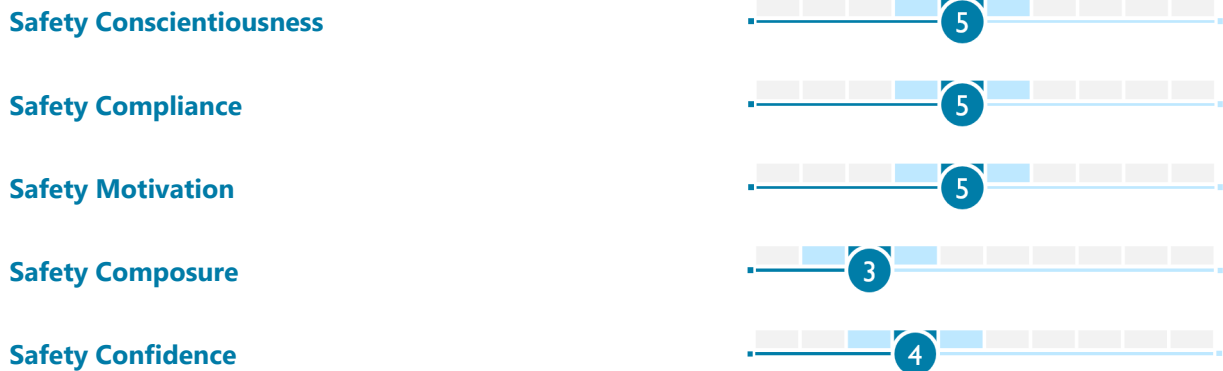 Safety Conscientiousness 5
Safety Compliance 5
Safety Motivation 5
Safety Composure 3
Safety Confidence 4